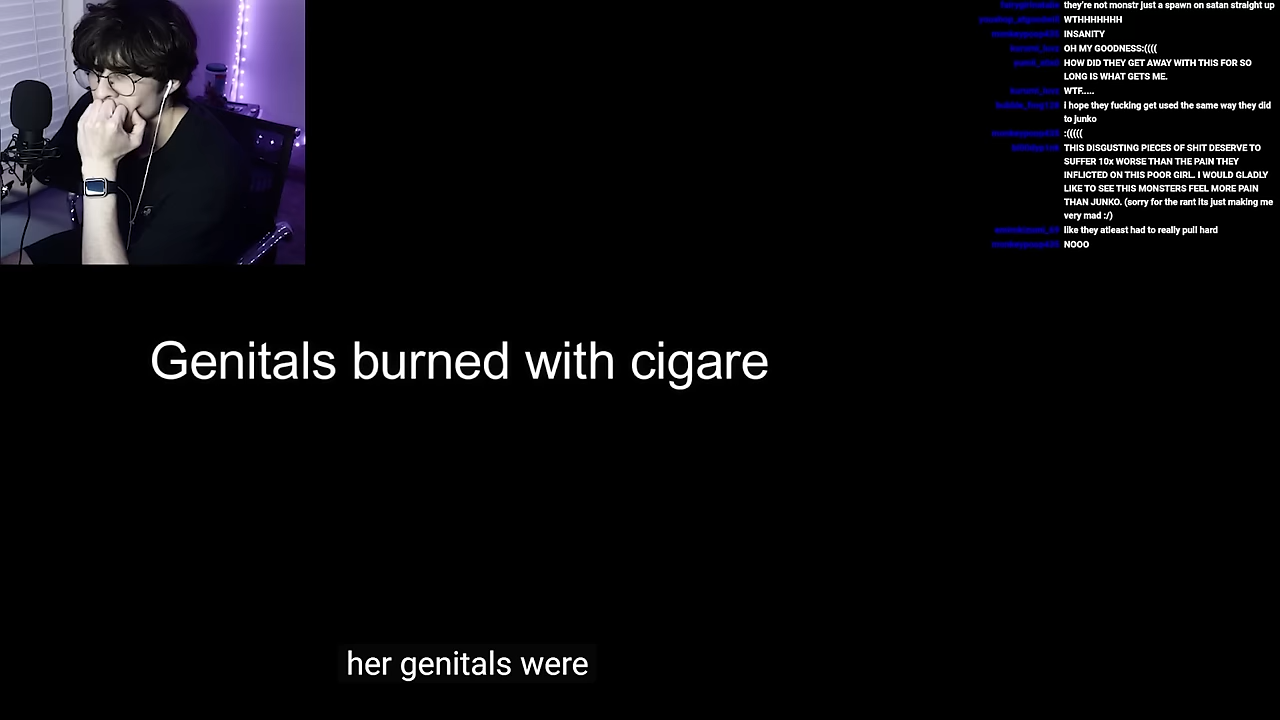 they're not monstr just a spawn on satan straight up
WTHHHHHHH
INSANITY
OH MY GOODNESS:((((
HOW DID THEY GET AWAY WITH THIS FOR SO
LONG IS WHAT GETS ME.
WTF.....
i hope they fucking get used the same way they did
to junko
:(((((
THIS DISGUSTING PIECES OF SHIT DESERVE TO
SUFFER 10x WORSE THAN THE PAIN THEY
INFLICTED ON THIS POOR GIRL. I WOULD GLADLY
LIKE TO SEE THIS MONSTERS FEEL MORE PAIN
THAN JUNKO. (sorry for the rant its just making me
very mad :/)
like they atleast had to really pull hard
NOOO
Genitals burned with cigare
her genitals were